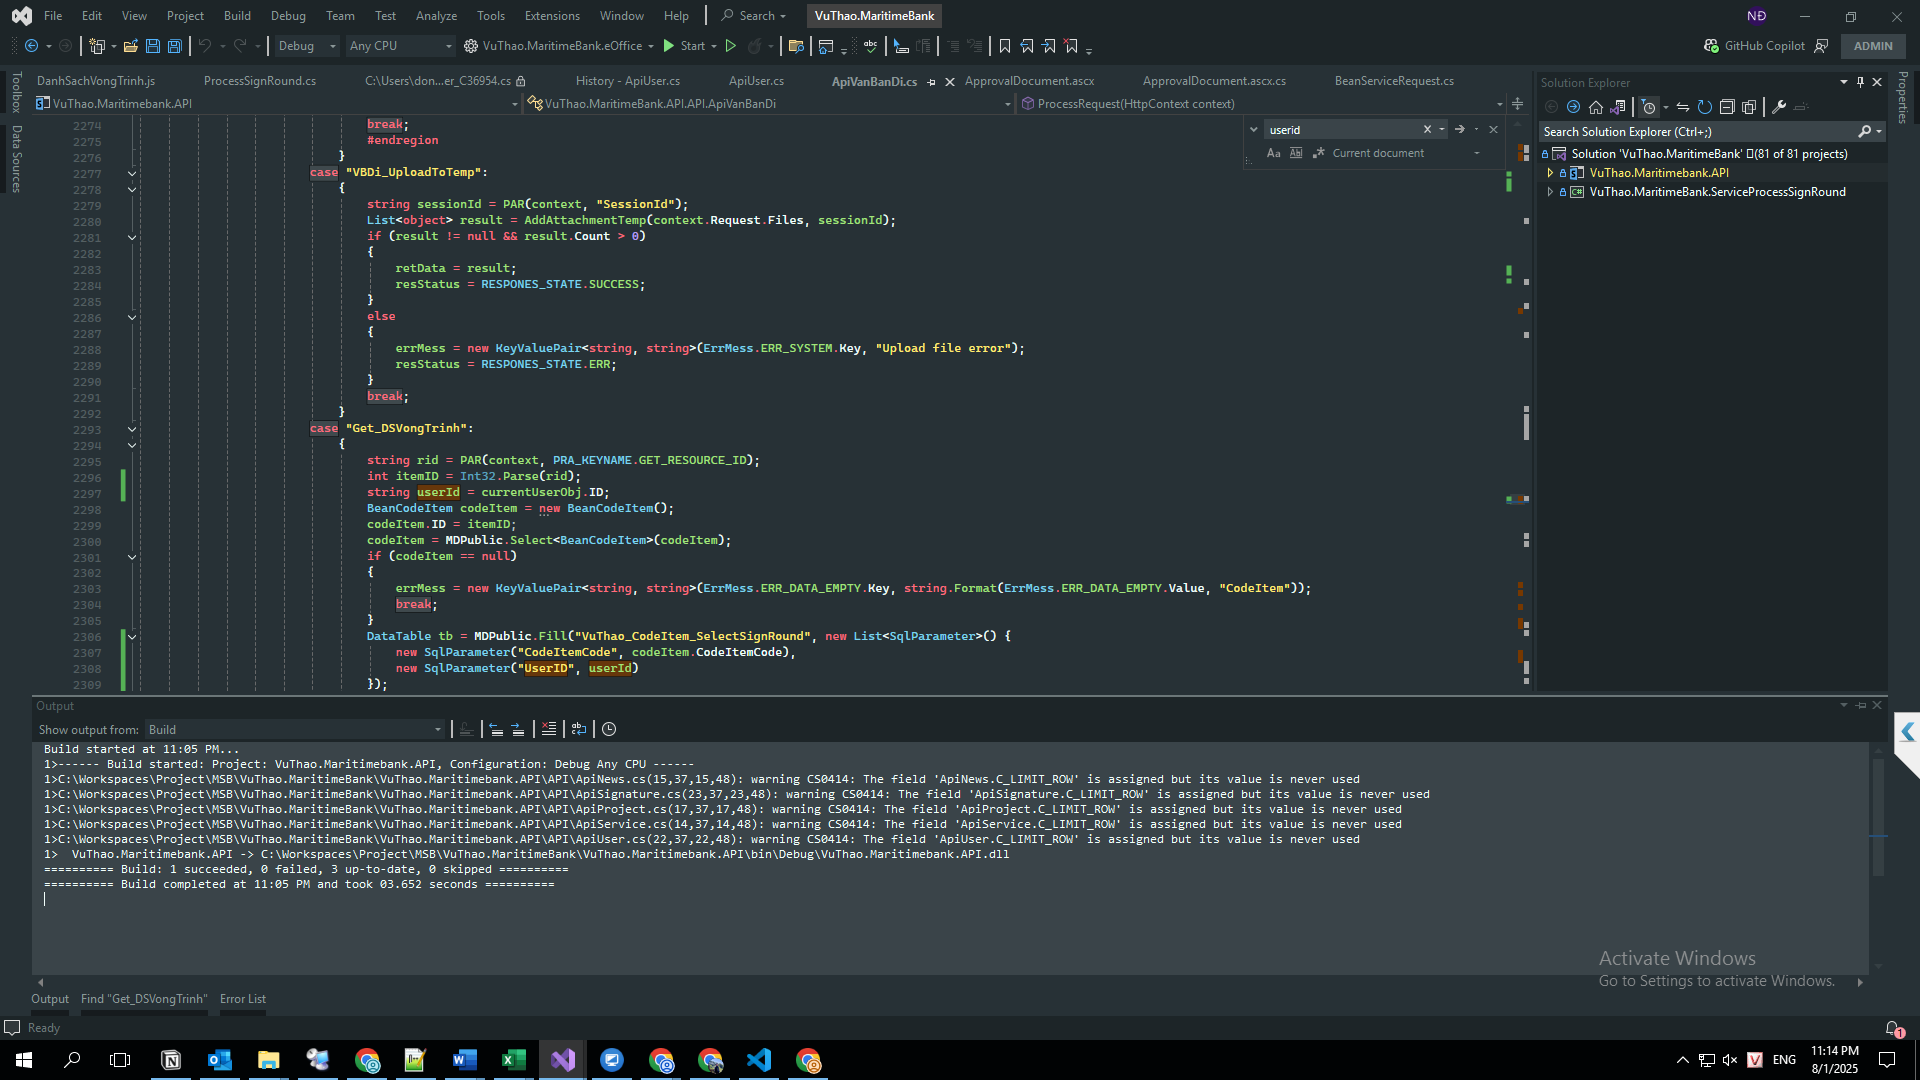 File Edit View Project Build Debug Team Test Analyze Tools Extensions Window Help Search VuThao.MaritimeBank NĐ
Debug Any CPU VuThao.MaritimeBank.eOffice Start GitHub Copilot ADMIN
DanhSachVongTrinh.js ProcessSignRound.cs C:\Users\don...er_C36954.cs History - ApiUser.cs ApiUser.cs ApiVanBanDi.cs ApprovalDocument.ascx ApprovalDocument.ascx.cs BeanServiceRequest.cs
VuThao.Maritimebank.API VuThao.MaritimeBank.API.API.ApiVanBanDi ProcessRequest(HttpContext context)
Toolbox
Data Sources
2274 break;
2275 #endregion
2276 }
2277 case "VBDi_UploadToTemp":
2278 {
2279 string sessionId = PAR(context, "SessionId");
2280 List<object> result = AddAttachmentTemp(context.Request.Files, sessionId);
2281 if (result != null && result.Count > 0)
2282 {
2283 retData = result;
2284 resStatus = RESPONES_STATE.SUCCESS;
2285 }
2286 else
2287 {
2288 errMess = new KeyValuePair<string, string>(ErrMess.ERR_SYSTEM.Key, "Upload file error");
2289 resStatus = RESPONES_STATE.ERR;
2290 }
2291 break;
2292 }
2293 case "Get_DSVongTrinh":
2294 {
2295 string rid = PAR(context, PRA_KEYNAME.GET_RESOURCE_ID);
2296 int itemID = Int32.Parse(rid);
2297 string userId = currentUserObj.ID;
2298 BeanCodeItem codeItem = new BeanCodeItem();
2299 codeItem.ID = itemID;
2300 codeItem = MDPublic.Select<BeanCodeItem>(codeItem);
2301 if (codeItem == null)
2302 {
2303 errMess = new KeyValuePair<string, string>(ErrMess.ERR_DATA_EMPTY.Key, string.Format(ErrMess.ERR_DATA_EMPTY.Value, "CodeItem"));
2304 break;
2305 }
2306 DataTable tb = MDPublic.Fill("VuThao_CodeItem_SelectSignRound", new List<SqlParameter>() {
2307 new SqlParameter("CodeItemCode", codeItem.CodeItemCode),
2308 new SqlParameter("UserID", userId)
2309 });
userid
Aa Ab Current document
Solution Explorer
Search Solution Explorer (Ctrl+;)
Solution 'VuThao.MaritimeBank' (81 of 81 projects)
VuThao.Maritimebank.API
VuThao.MaritimeBank.ServiceProcessSignRound
Properties
Output
Show output from: Build
Build started at 11:05 PM...
1>------ Build started: Project: VuThao.Maritimebank.API, Configuration: Debug Any CPU ------
1>C:\Workspaces\Project\MSB\VuThao.MaritimeBank\VuThao.Maritimebank.API\API\ApiNews.cs(15,37,15,48): warning CS0414: The field 'ApiNews.C_LIMIT_ROW' is assigned but its value is never used
1>C:\Workspaces\Project\MSB\VuThao.MaritimeBank\VuThao.Maritimebank.API\API\ApiSignature.cs(23,37,23,48): warning CS0414: The field 'ApiSignature.C_LIMIT_ROW' is assigned but its value is never used
1>C:\Workspaces\Project\MSB\VuThao.MaritimeBank\VuThao.Maritimebank.API\API\ApiProject.cs(17,37,17,48): warning CS0414: The field 'ApiProject.C_LIMIT_ROW' is assigned but its value is never used
1>C:\Workspaces\Project\MSB\VuThao.MaritimeBank\VuThao.Maritimebank.API\API\ApiService.cs(14,37,14,48): warning CS0414: The field 'ApiService.C_LIMIT_ROW' is assigned but its value is never used
1>C:\Workspaces\Project\MSB\VuThao.MaritimeBank\VuThao.Maritimebank.API\API\ApiUser.cs(22,37,22,48): warning CS0414: The field 'ApiUser.C_LIMIT_ROW' is assigned but its value is never used
1>  VuThao.Maritimebank.API -> C:\Workspaces\Project\MSB\VuThao.MaritimeBank\VuThao.Maritimebank.API\bin\Debug\VuThao.Maritimebank.API.dll
========== Build: 1 succeeded, 0 failed, 3 up-to-date, 0 skipped ==========
========== Build completed at 11:05 PM and took 03.652 seconds ==========
Activate Windows
Go to Settings to activate Windows.
Output Find "Get_DSVongTrinh" Error List
Ready 1
ENG 11:14 PM
8/1/2025